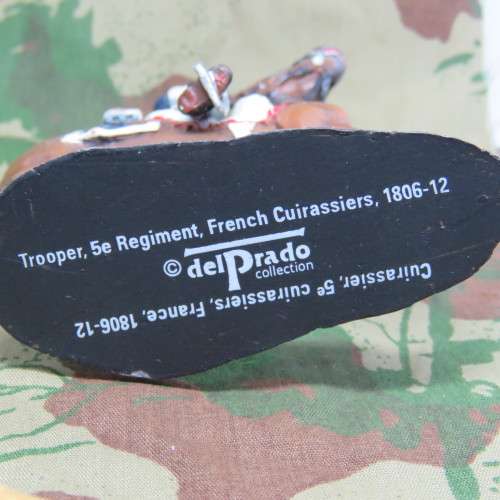 Trooper, 5e Regiment, French Cuirassiers, 1806-12
© delPrado
collection
Cuirassier, 5e cuirassiers, France, 1806-12